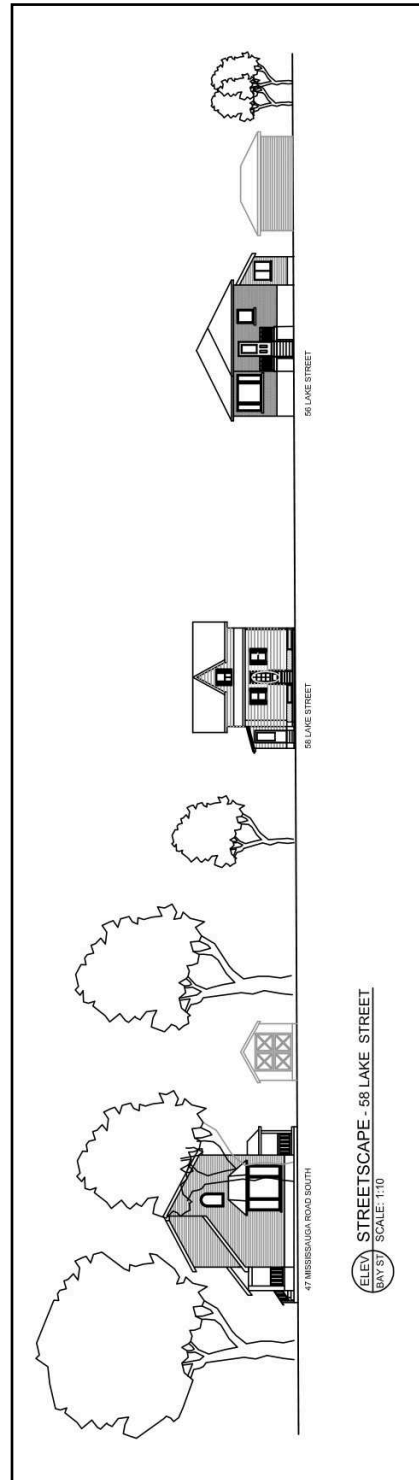 47 MISSISSAUGA ROAD SOUTH
58 LAKE STREET
56 LAKE STREET
ELEV
BAY ST
STREETSCAPE - 58 LAKE STREET
SCALE: 1:10